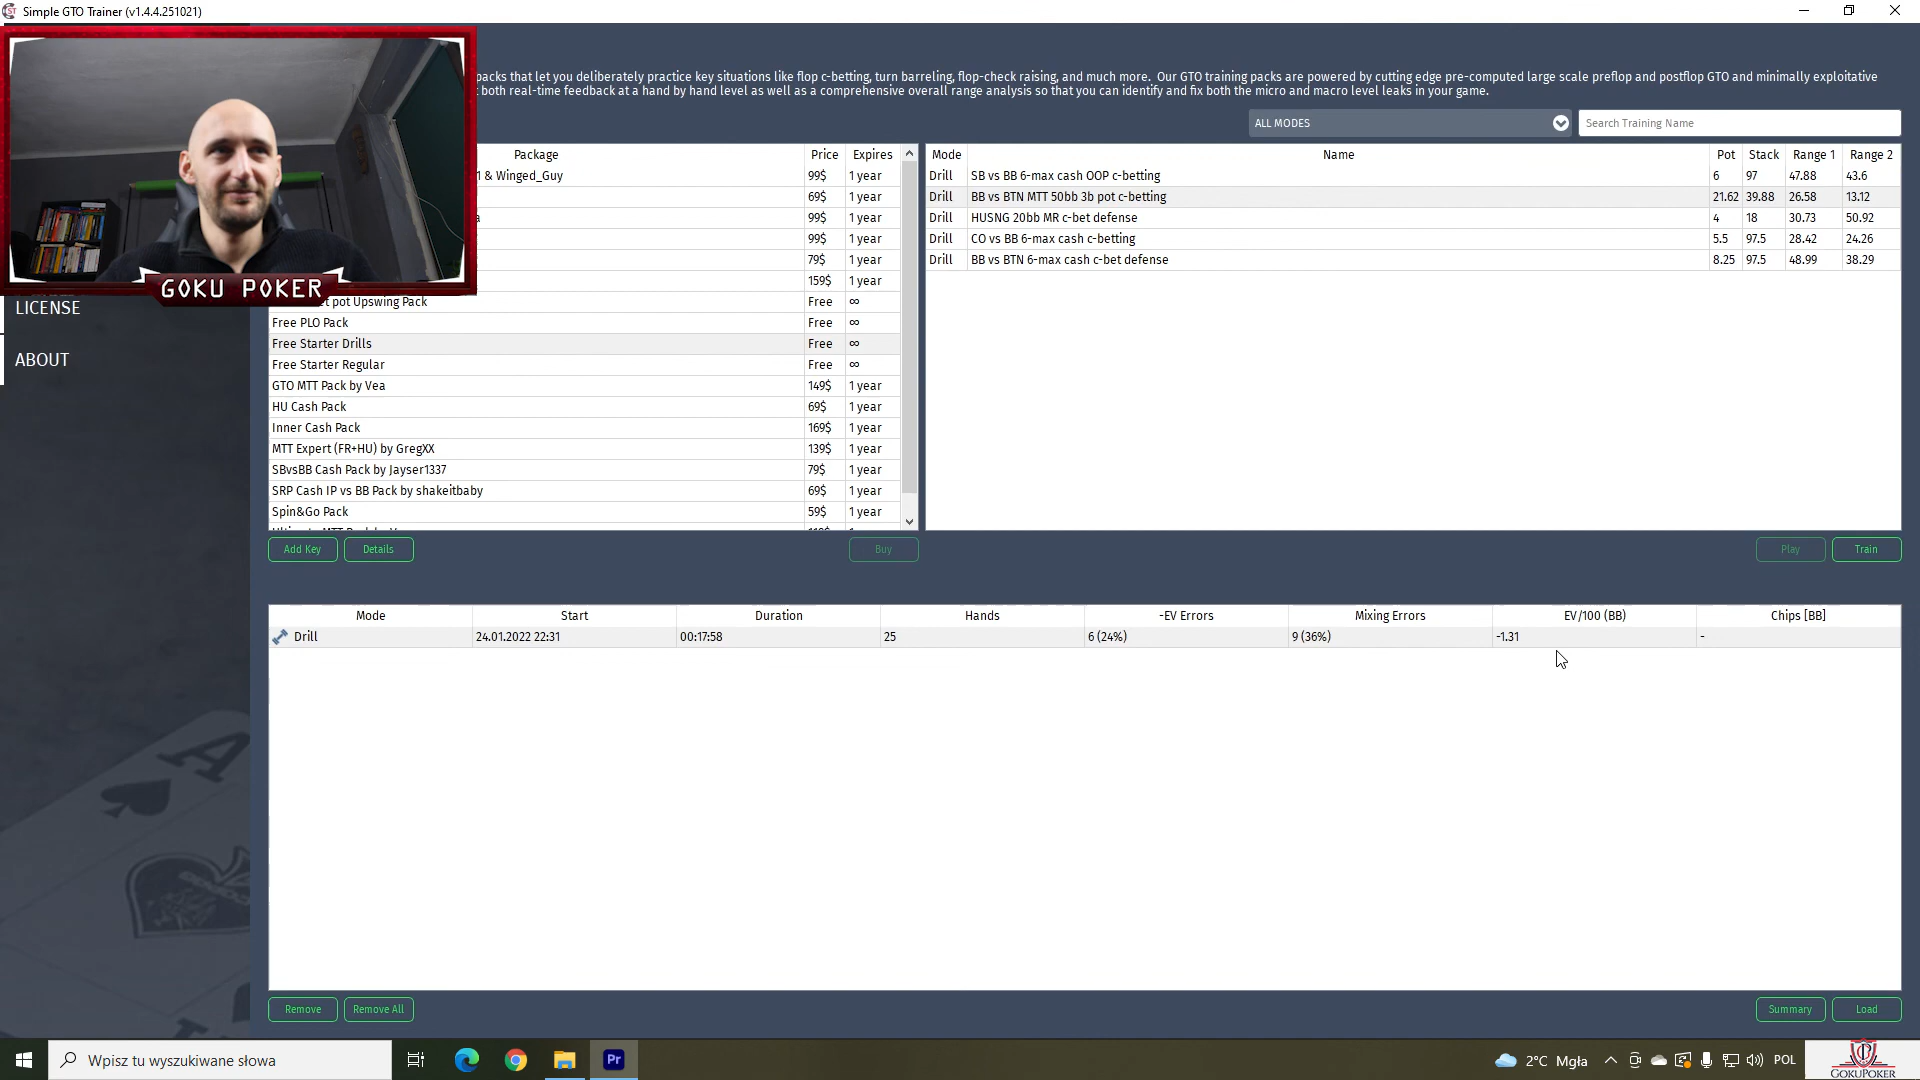 Simple GTO Trainer (v1.4.4.251021)
packs that let you deliberately practice key situations like flop c-betting, turn barreling, flop-check raising, and much more. Our GTO training packs are powered by cutting edge pre-computed large scale preflop and postflop GTO and minimally exploitative
both real-time feedback at a hand by hand level as well as a comprehensive overall range analysis so that you can identify and fix both the micro and macro level leaks in your game.
ALL MODES
Search Training Name
GOKU POKER
LICENSE
ABOUT
Package Price Expires
1 & Winged_Guy 99$ 1 year
69$ 1 year
a 99$ 1 year
99$ 1 year
79$ 1 year
159$ 1 year
pot Upswing Pack Free ∞
Free PLO Pack Free ∞
Free Starter Drills Free ∞
Free Starter Regular Free ∞
GTO MTT Pack by Vea 149$ 1 year
HU Cash Pack 69$ 1 year
Inner Cash Pack 169$ 1 year
MTT Expert (FR+HU) by GregXX 139$ 1 year
SBvsBB Cash Pack by Jayser1337 79$ 1 year
SRP Cash IP vs BB Pack by shakeitbaby 69$ 1 year
Spin&Go Pack 59$ 1 year
Mode Name Pot Stack Range 1 Range 2
Drill SB vs BB 6-max cash OOP c-betting 6 97 47.88 43.6
Drill BB vs BTN MTT 50bb 3b pot c-betting 21.62 39.88 26.58 13.12
Drill HUSNG 20bb MR c-bet defense 4 18 30.73 50.92
Drill CO vs BB 6-max cash c-betting 5.5 97.5 28.42 24.26
Drill BB vs BTN 6-max cash c-bet defense 8.25 97.5 48.99 38.29
Add Key Details Buy Play Train
Mode Start Duration Hands -EV Errors Mixing Errors EV/100 (BB) Chips [BB]
Drill 24.01.2022 22:31 00:17:58 25 6 (24%) 9 (36%) -1.31 -
Remove Remove All Summary Load
Wpisz tu wyszukiwane słowa
Pr
2°C Mgła
POL
GOKUPOKER